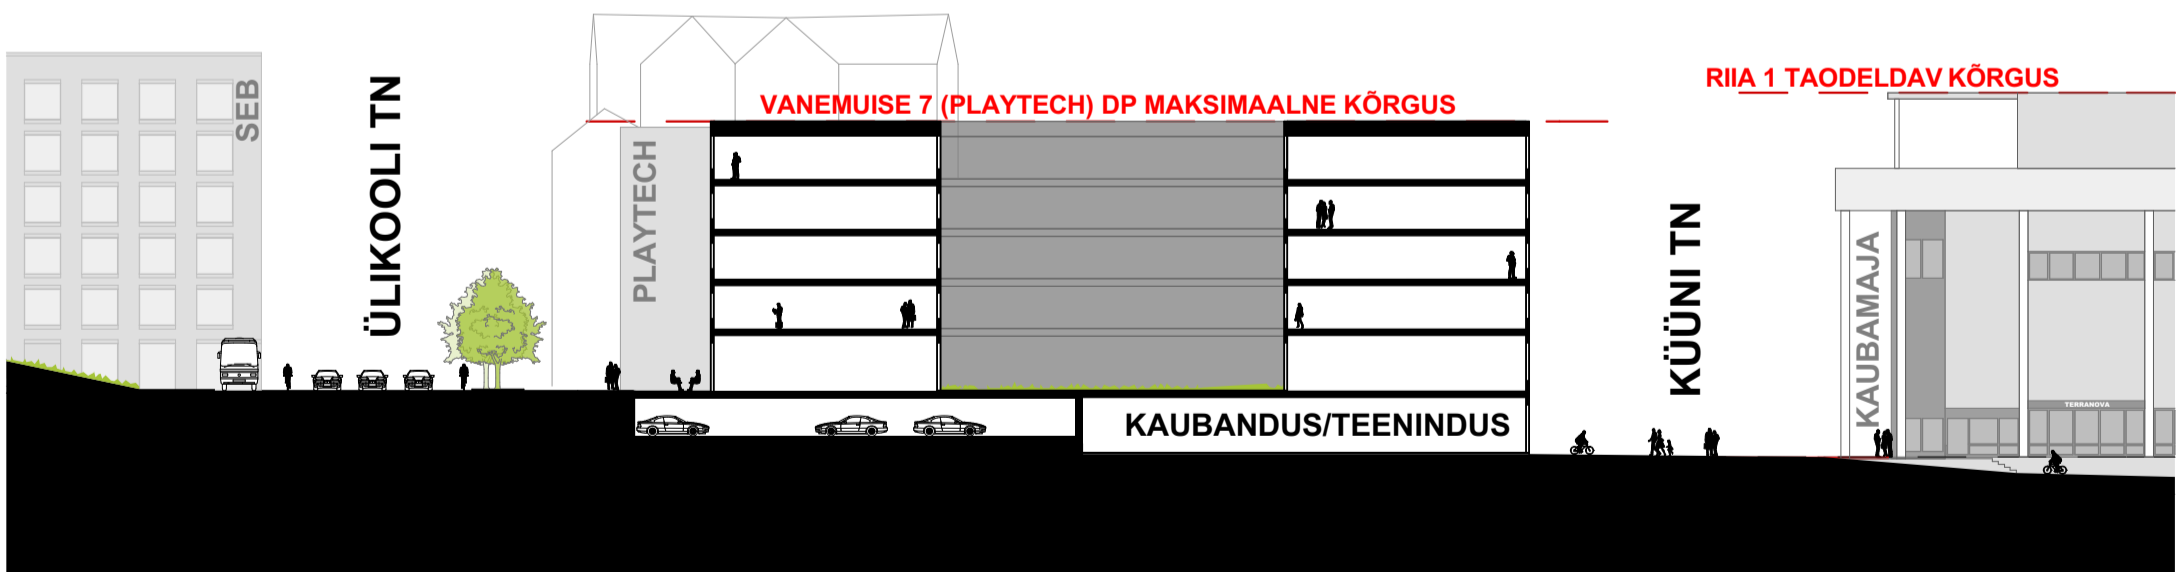 SEB
ÜLIKOOLI TN
PLAYTECH
VANEMUISE 7 (PLAYTECH) DP MAKSIMAALNE KÕRGUS
KAUBANDUS/TEENINDUS
KÜÜNI TN
RIIA 1 TAODELDAV KÕRGUS
KAUBAMAJA
TERRANOVA